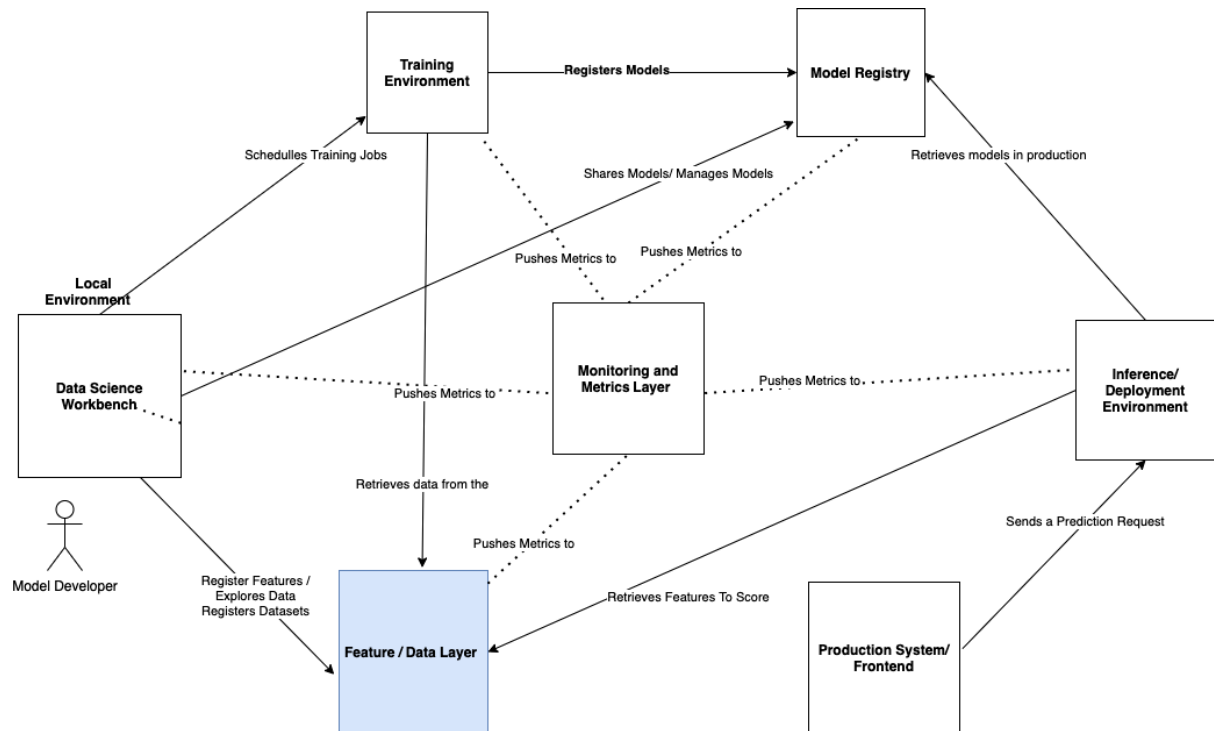 Training
Environment
Registers Models
Model Registry
Schedulles Training Jobs
Retrieves models in production
Shares Models/ Manages Models
Pushes Metrics to
Pushes Metrics to
Local
Environment
Data Science
Workbench
Pushes Metrics to
Monitoring and
Metrics Layer
Pushes Metrics to
Inference/
Deployment
Environment
Retrieves data from the
Sends a Prediction Request
Pushes Metrics to
Model Developer
Register Features /
Explores Data
Registers Datasets
Retrieves Features To Score
Feature / Data Layer
Production System/
Frontend